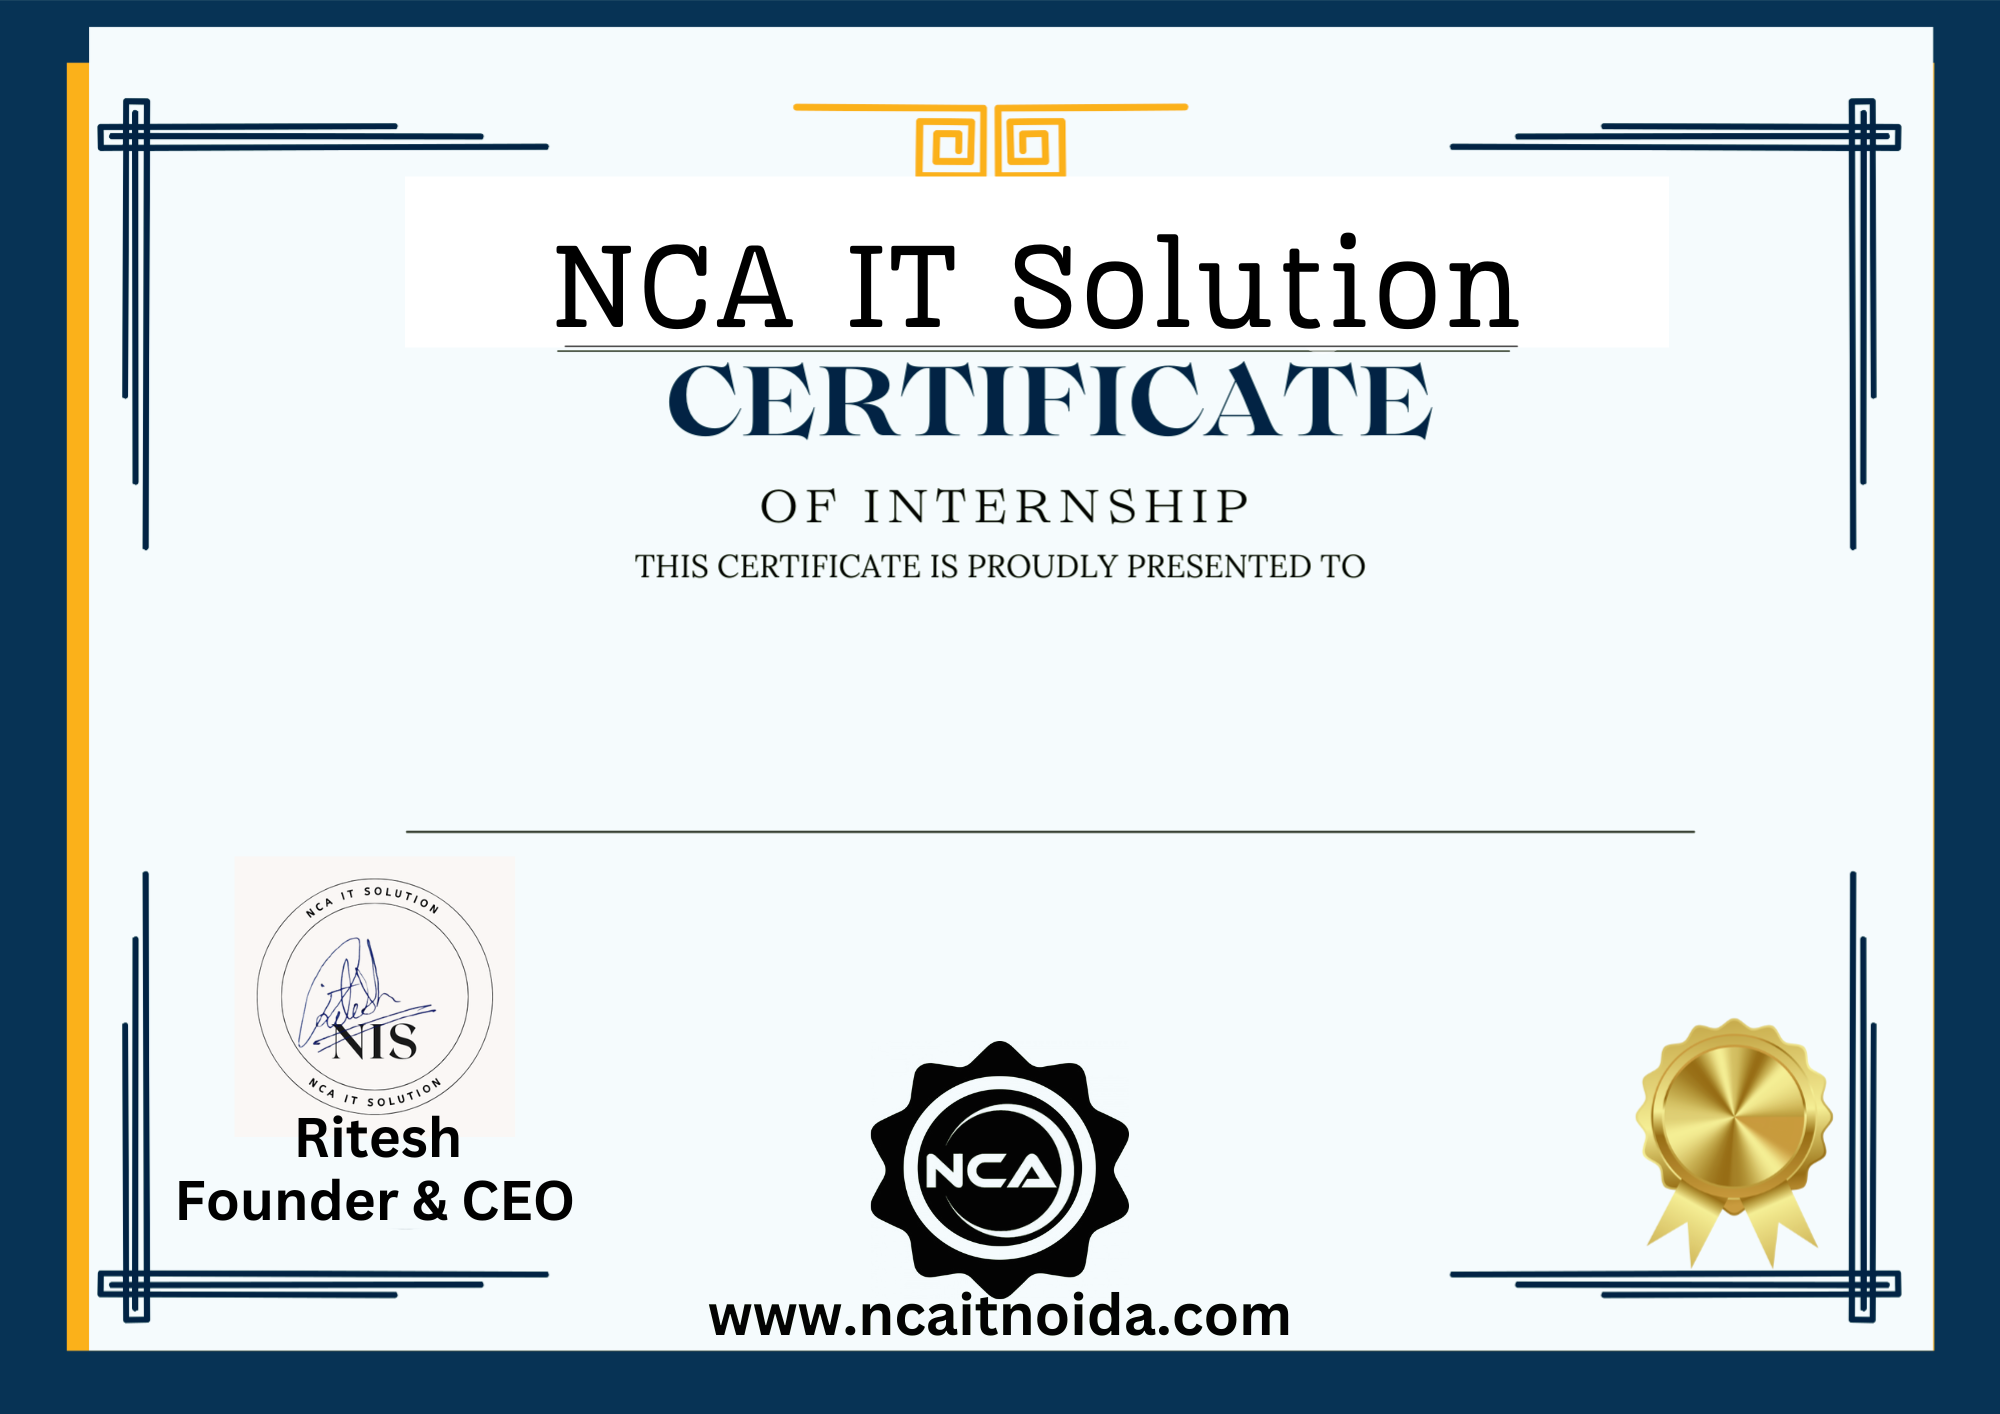 NCA IT Solution
CERTIFICATE
OF INTERNSHIP
THIS CERTIFICATE IS PROUDLY PRESENTED TO
NCA IT SOLUTION
Ritesh
NIS
NCA IT SOLUTION
Ritesh
Founder & CEO
NCA
www.ncaitnoida.com